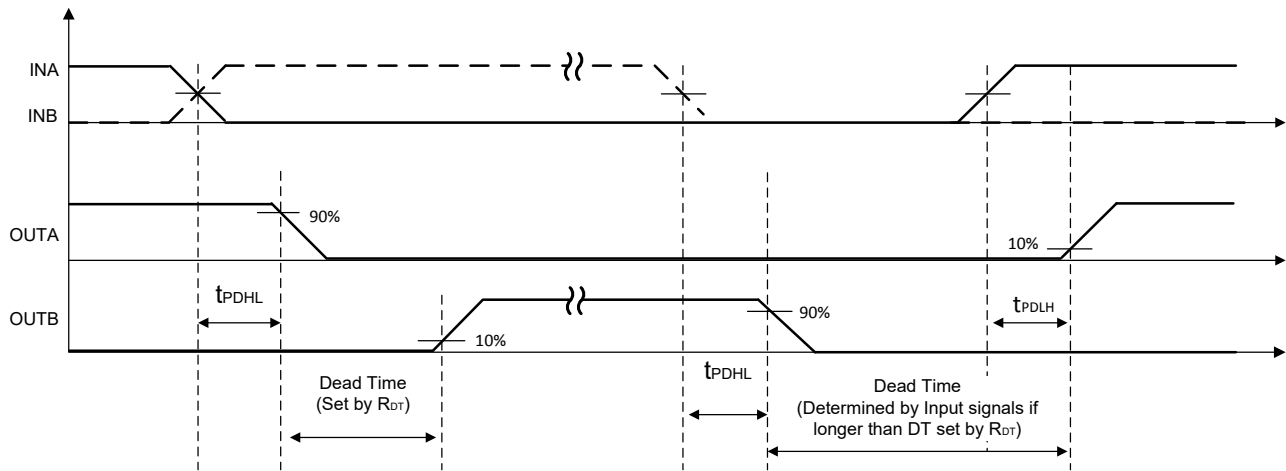 INA
INB
OUTA
90%
10%
tPDHL
tPDLH
OUTB
10%
90%
tPDHL
Dead Time
(Set by RDT)
Dead Time
(Determined by Input signals if
longer than DT set by RDT)